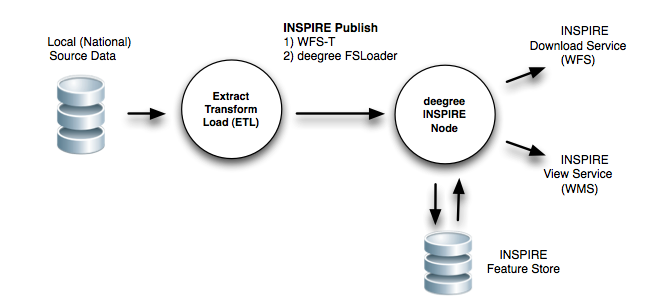 Local (National)
Source Data
Extract
Transform
Load (ETL)
INSPIRE Publish
1) WFS-T
2) deegree FSLoader
deegree
INSPIRE
Node
INSPIRE
Download Service
(WFS)
INSPIRE
View Service
(WMS)
INSPIRE
Feature Store